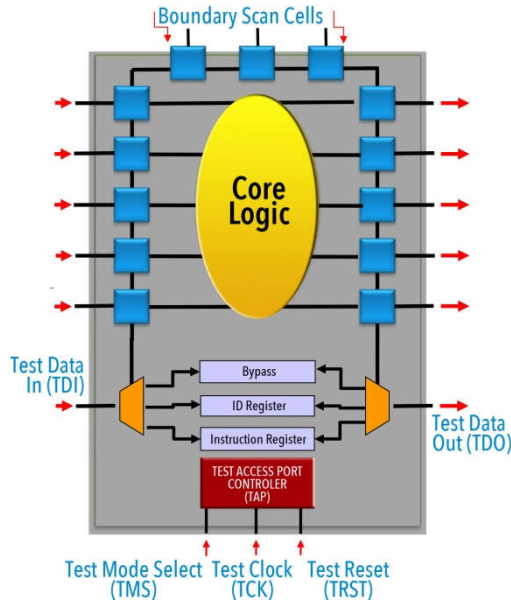 Boundary Scan Cells
Core
Logic
Test Data
In (TDI)
Bypass
ID Register
Instruction Register
Test Data
Out (TDO)
TEST ACCESS PORT
CONTROLER
(TAP)
Test Mode Select
(TMS)
Test Clock
(TCK)
Test Reset
(TRST)